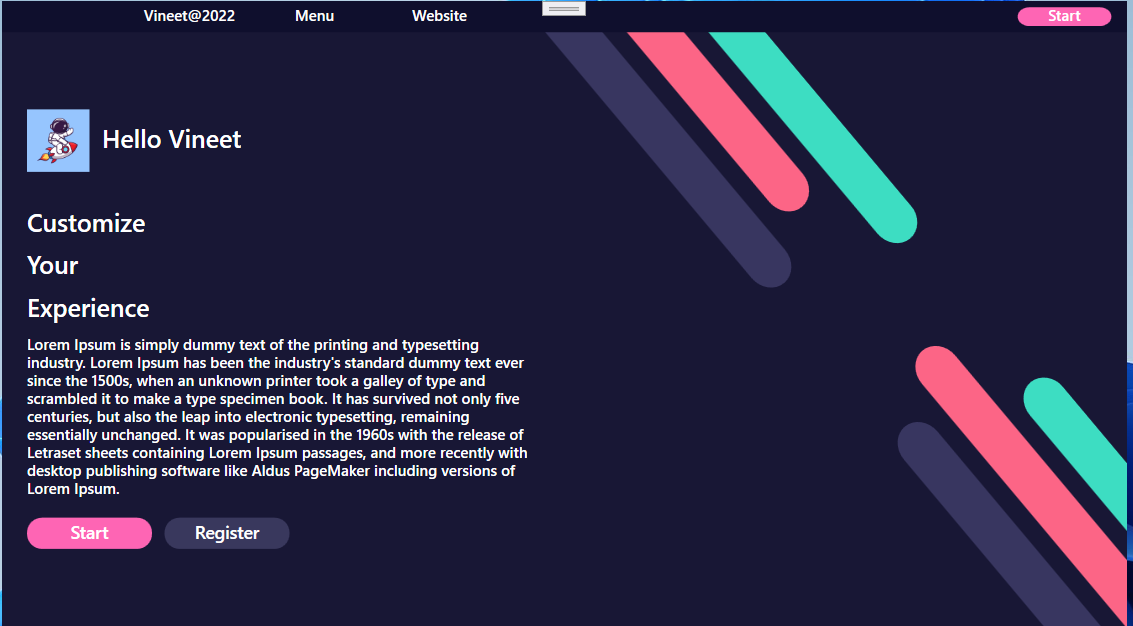 Vineet@2022 Menu Website Start
Hello Vineet
Customize
Your
Experience
Lorem Ipsum is simply dummy text of the printing and typesetting
industry. Lorem Ipsum has been the industry's standard dummy text ever
since the 1500s, when an unknown printer took a galley of type and
scrambled it to make a type specimen book. It has survived not only five
centuries, but also the leap into electronic typesetting, remaining
essentially unchanged. It was popularised in the 1960s with the release of
Letraset sheets containing Lorem Ipsum passages, and more recently with
desktop publishing software like Aldus PageMaker including versions of
Lorem Ipsum.
Start Register